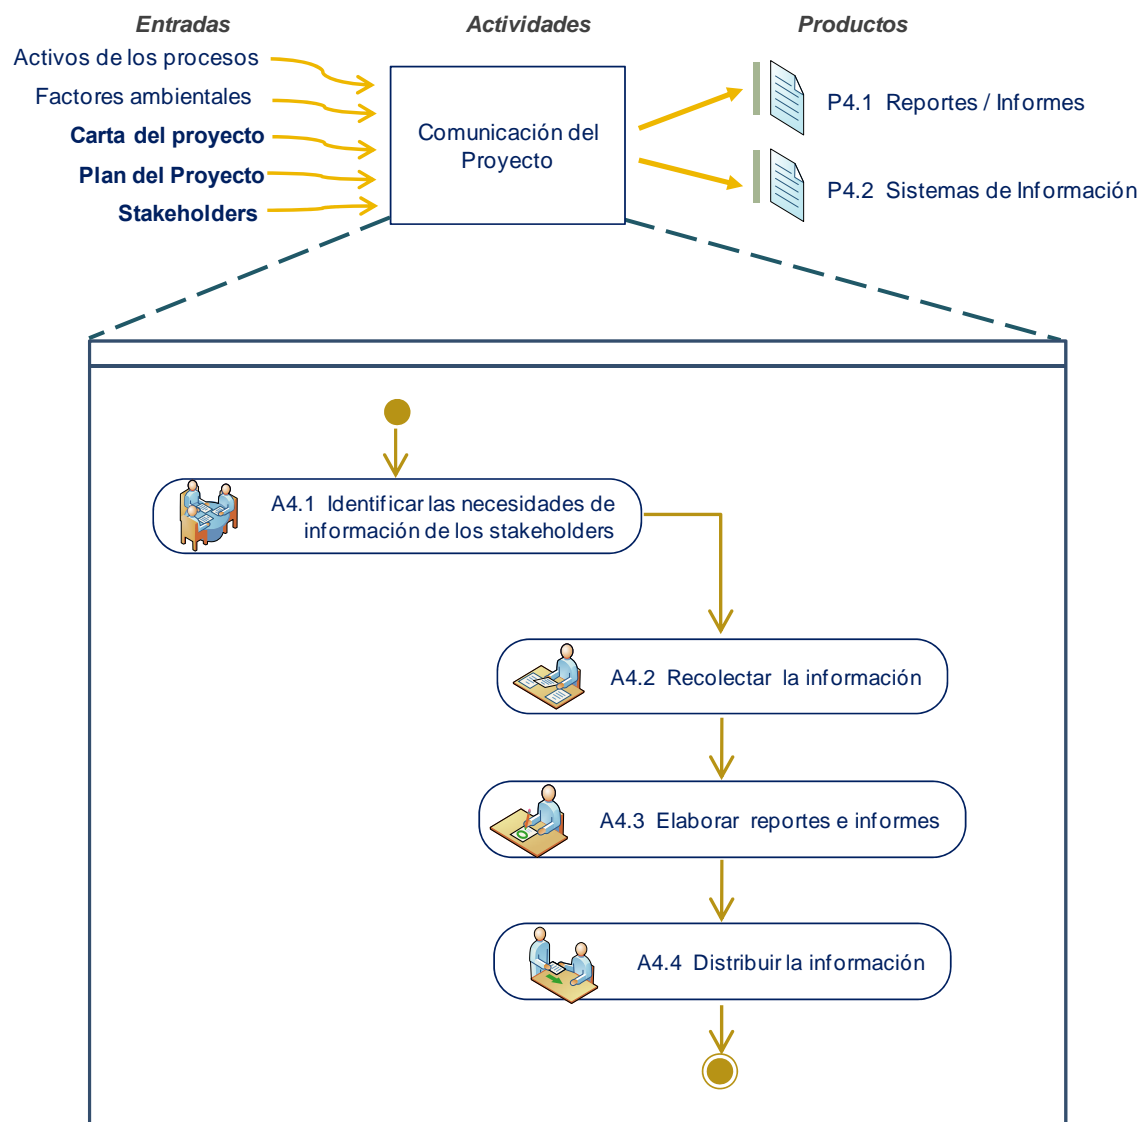 Entradas
Actividades
Productos
Activos de los procesos
Factores ambientales
Carta del proyecto
Plan del Proyecto
Stakeholders
Comunicación del
Proyecto
P4.1 Reportes / Informes
P4.2 Sistemas de Información
A4.1 Identificar las necesidades de
información de los stakeholders
A4.2 Recolectar la información
A4.3 Elaborar reportes e informes
A4.4 Distribuir la información